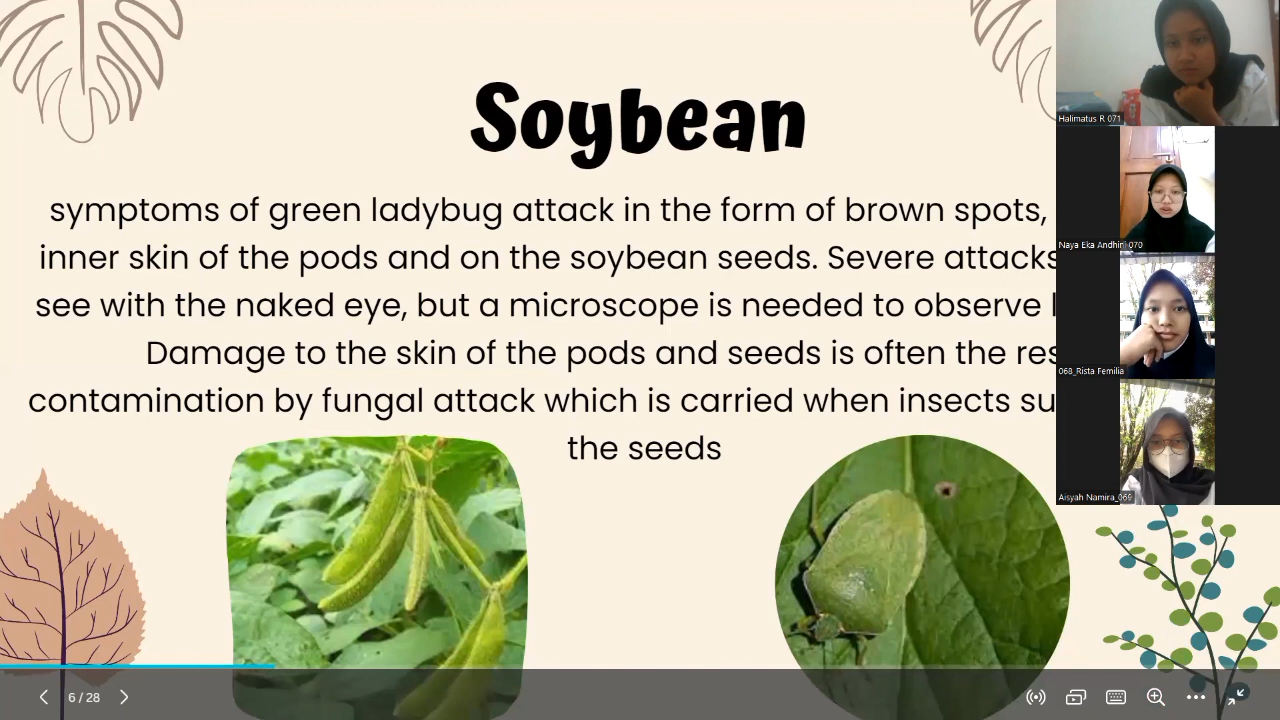 Soybean
symptoms of green ladybug attack in the form of brown spots,
inner skin of the pods and on the soybean seeds. Severe attacks
see with the naked eye, but a microscope is needed to observe
Damage to the skin of the pods and seeds is often the
contamination by fungal attack which is carried when insects
the seeds
Halimatus R 071
Naya Eka Andhini 070
068_Rista Femilia
Aisyah Namira_069
6 / 28